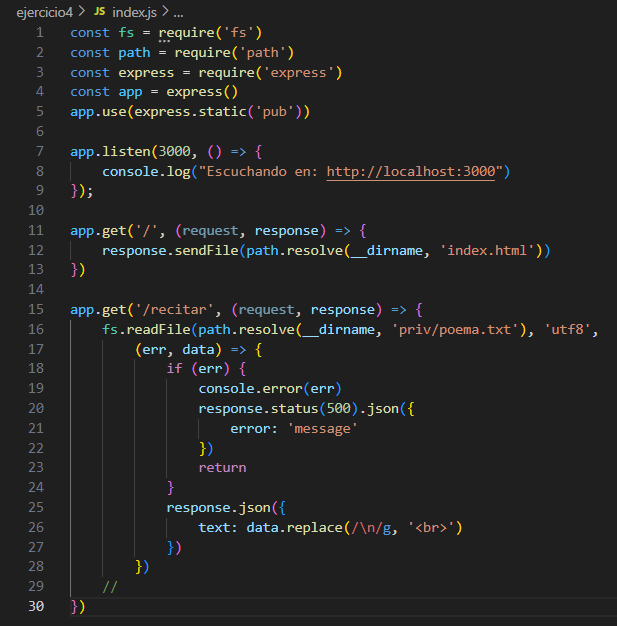 ejercicio4 > JS index.js > ...
1 const fs = require('fs')
2 const path = require('path')
3 const express = require('express')
4 const app = express()
5 app.use(express.static('pub'))
6
7 app.listen(3000, () => {
8     console.log("Escuchando en: http://localhost:3000")
9 });
10
11 app.get('/', (request, response) => {
12     response.sendFile(path.resolve(__dirname, 'index.html'))
13 })
14
15 app.get('/recitar', (request, response) => {
16     fs.readFile(path.resolve(__dirname, 'priv/poema.txt'), 'utf8',
17         (err, data) => {
18             if (err) {
19                 console.error(err)
20                 response.status(500).json({
21                     error: 'message'
22                 })
23                 return
24             }
25             response.json({
26                 text: data.replace(/\n/g, '<br>')
27             })
28         })
29     //
30 })